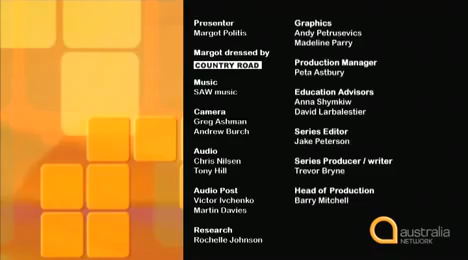 Presenter
Margot Politis
Margot dressed by
COUNTRY ROAD
Music
SAW music
Camera
Greg Ashman
Andrew Burch
Audio
Chris Nilsen
Tony Hill
Audio Post
Victor Ivchenko
Martin Davies
Research
Rochelle Johnson
Graphics
Andy Petrusevics
Madeline Parry
Production Manager
Peta Astbury
Education Advisors
Anna Shymkiw
David Larbalestier
Series Editor
Jake Peterson
Series Producer / writer
Trevor Bryne
Head of Production
Barry Mitchell
australia
NETWORK